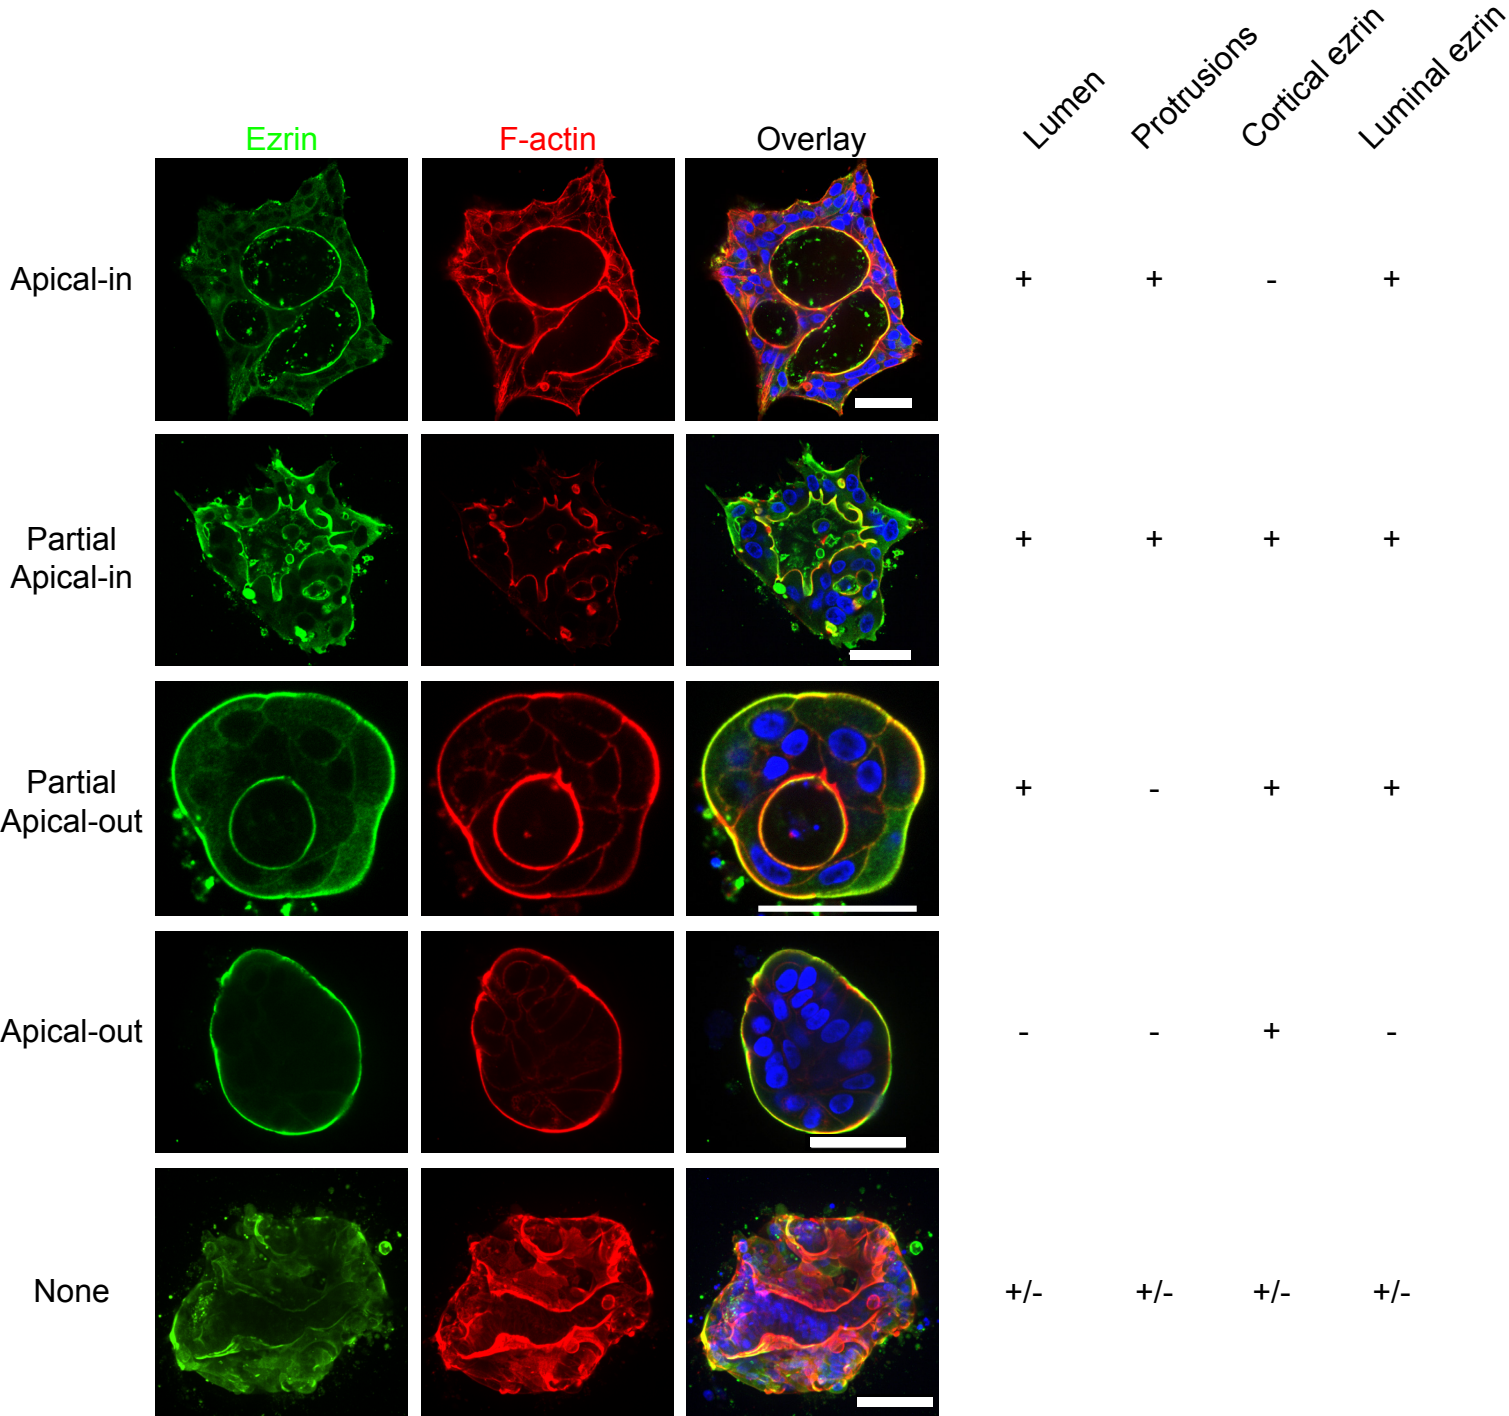 Lumen
Protrusions
Cortical ezrin
Luminal ezrin
Ezrin
F-actin
Overlay
Apical-in
+
+
-
+
Partial
Apical-in
+
+
+
+
Partial
Apical-out
+
-
+
+
Apical-out
-
-
+
-
None
+/-
+/-
+/-
+/-